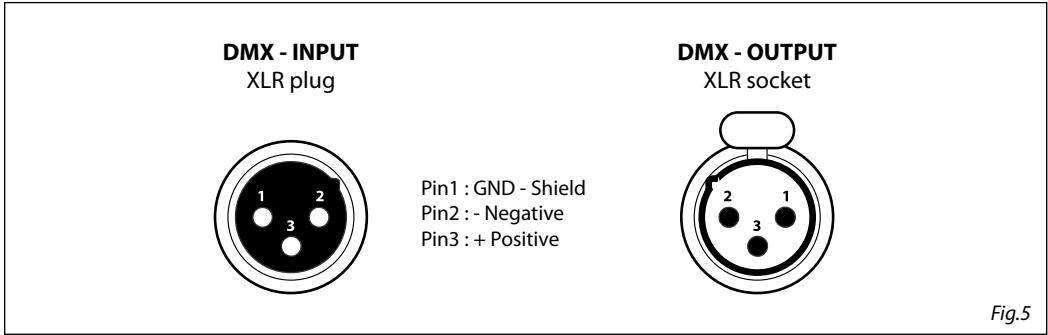 DMX - INPUT
XLR plug
DMX - OUTPUT
XLR socket
1
2
3
Pin1 : GND - Shield
Pin2 : - Negative
Pin3 : + Positive
2
1
3
Fig.5